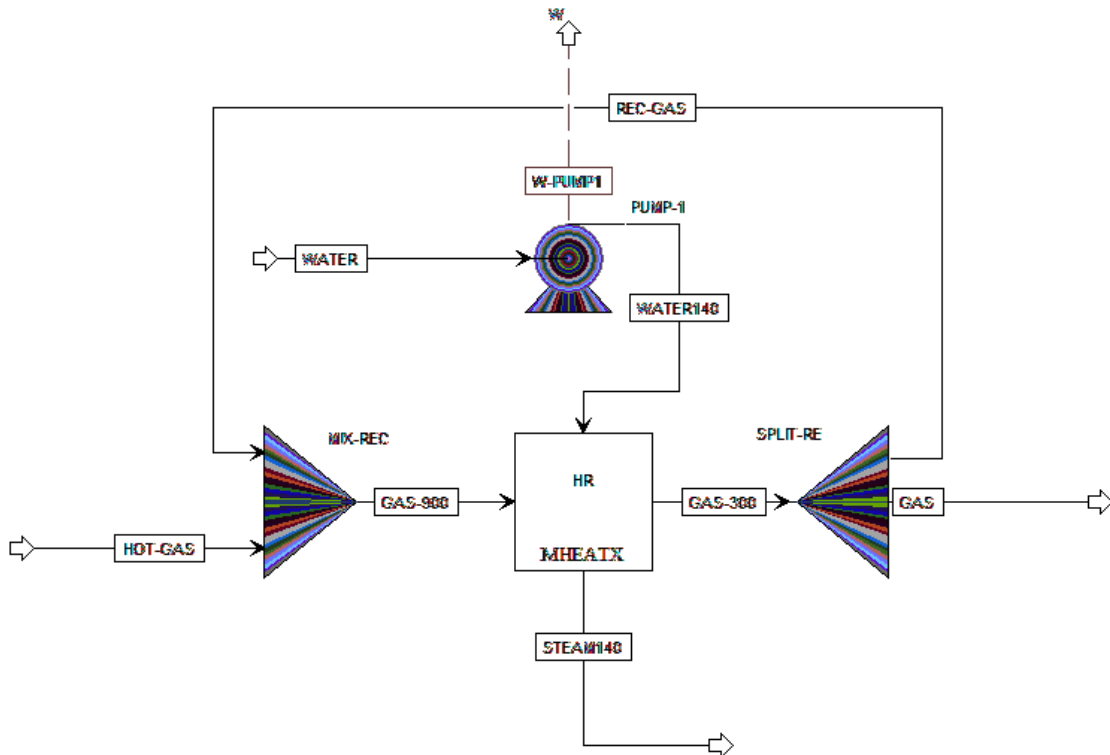 W
REC-GAS
W-PUMP1
PUMP-1
WATER
WATER140
MIX-REC
SPLIT-RE
HR
GAS-900
GAS-300
GAS
HOT-GAS
MHEATX
STEAM140